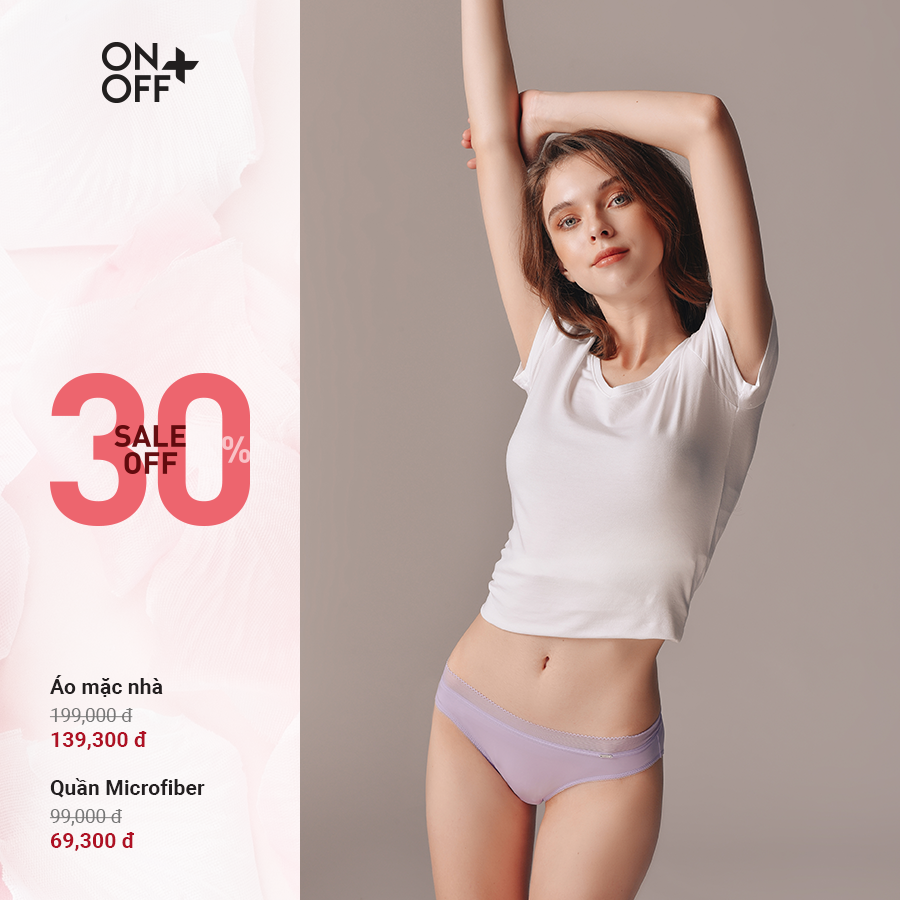 ON
OFF+
30%
SALE
OFF
Áo mặc nhà
199,000 đ
139,300 đ
Quần Microfiber
99,000 đ
69,300 đ